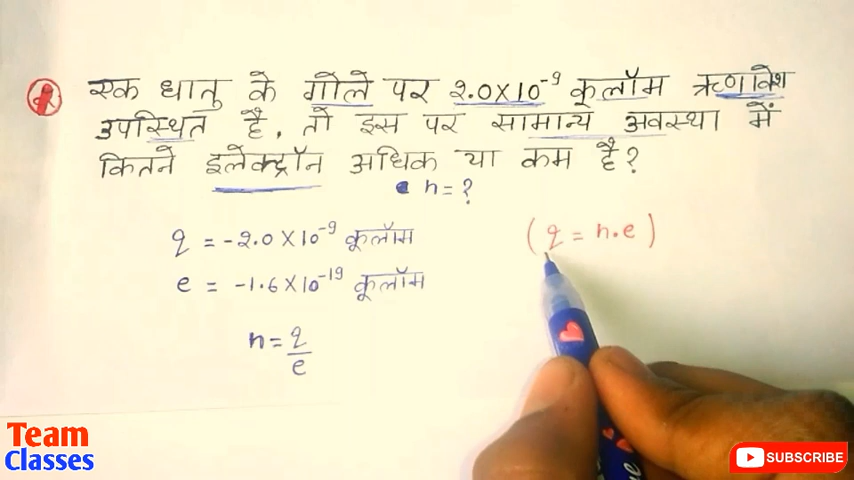 एक धातु के गोले पर 2.0×10⁻⁹ कूलॉम ऋणावेश
उपस्थित है, तो इस पर सामान्य अवस्था में
कितने इलेक्ट्रॉन अधिक या कम है?
n = ?
q = -2.0×10⁻⁹ कूलॉम
(q = n.e)
e = -1.6×10⁻¹⁹ कूलॉम
n = q/e
Team
Classes
SUBSCRIBE